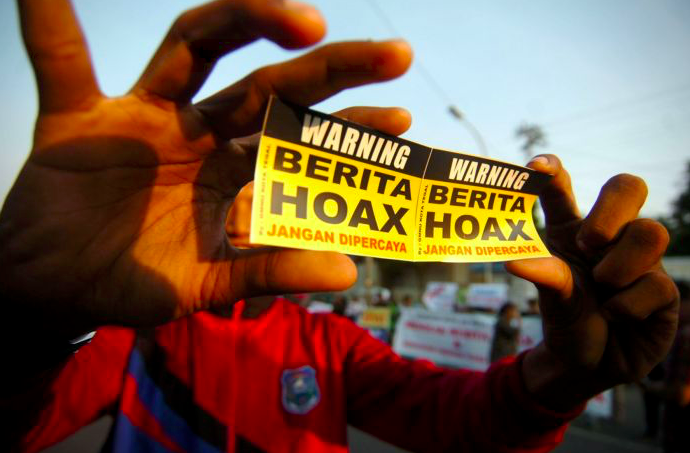 WARNING
BERITA
HOAX
JANGAN DIPERCAYA
WARNING
BERITA
HOAX
JANGAN DIPERCAYA